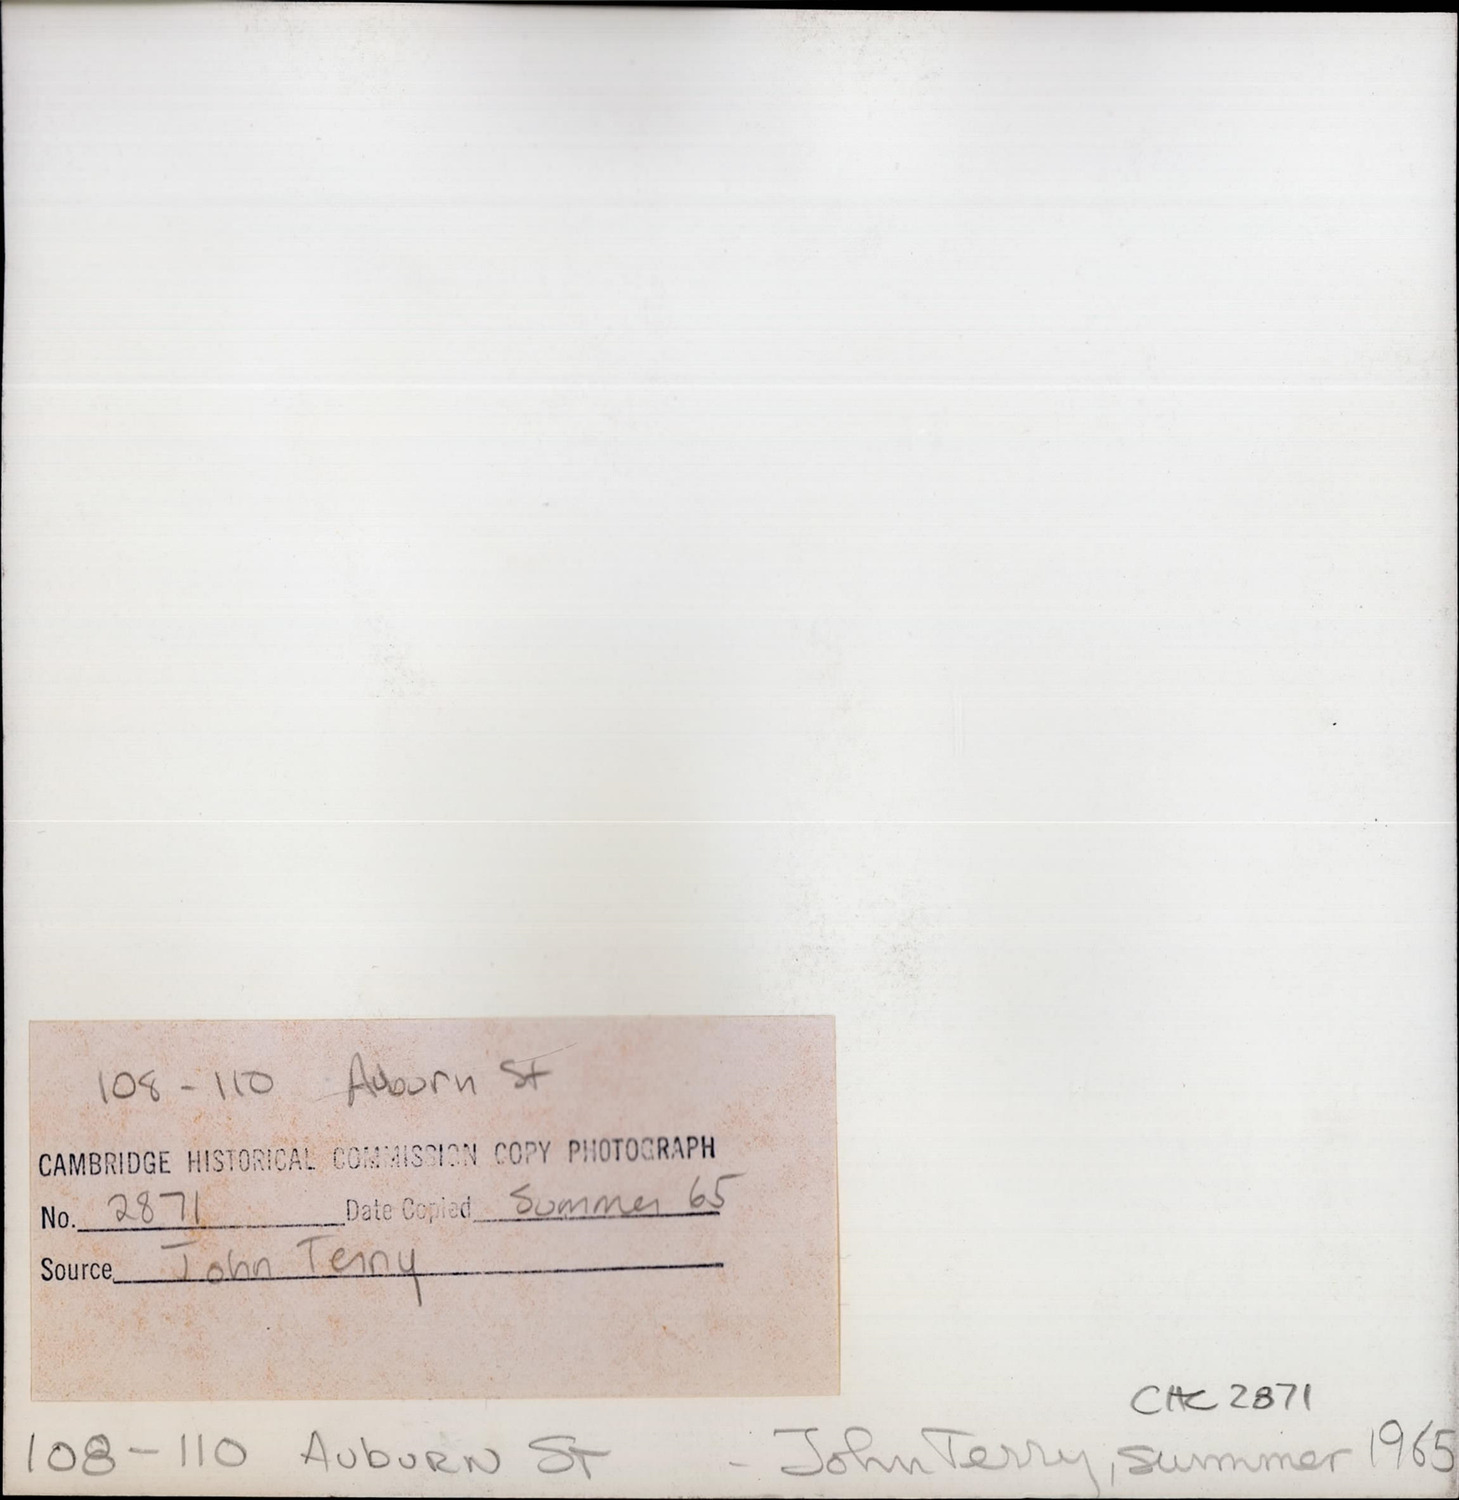 108 - 110 Auburn St
CAMBRIDGE HISTORICAL COMMISSION COPY PHOTOGRAPH
No. 2871 Date Copied Summer 65
Source John Terry
CHC 2871
108-110 AUBURN ST - John Terry, summer 1965